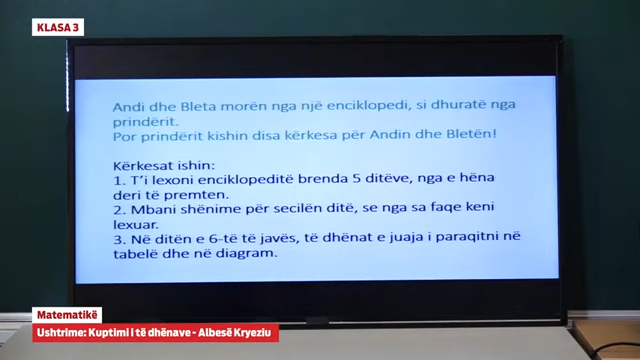 KLASA 3
Andi dhe Bleta morën nga një enciklopedi, si dhuratë nga
prindërit.
Por prindërit kishin disa kërkesa për Andin dhe Bletën!
Kërkesat ishin:
1. T'i lexoni enciklopeditë brenda 5 ditëve, nga e hëna
deri të premten.
2. Mbani shënime për secilën ditë, se nga sa faqe keni
lexuar.
3. Në ditën e 6-të të javës, të dhënat e juaja i paraqitni në
tabelë dhe në diagram.
Matematikë
Ushtrime: Kuptimi i të dhënave - Albesë Kryeziu